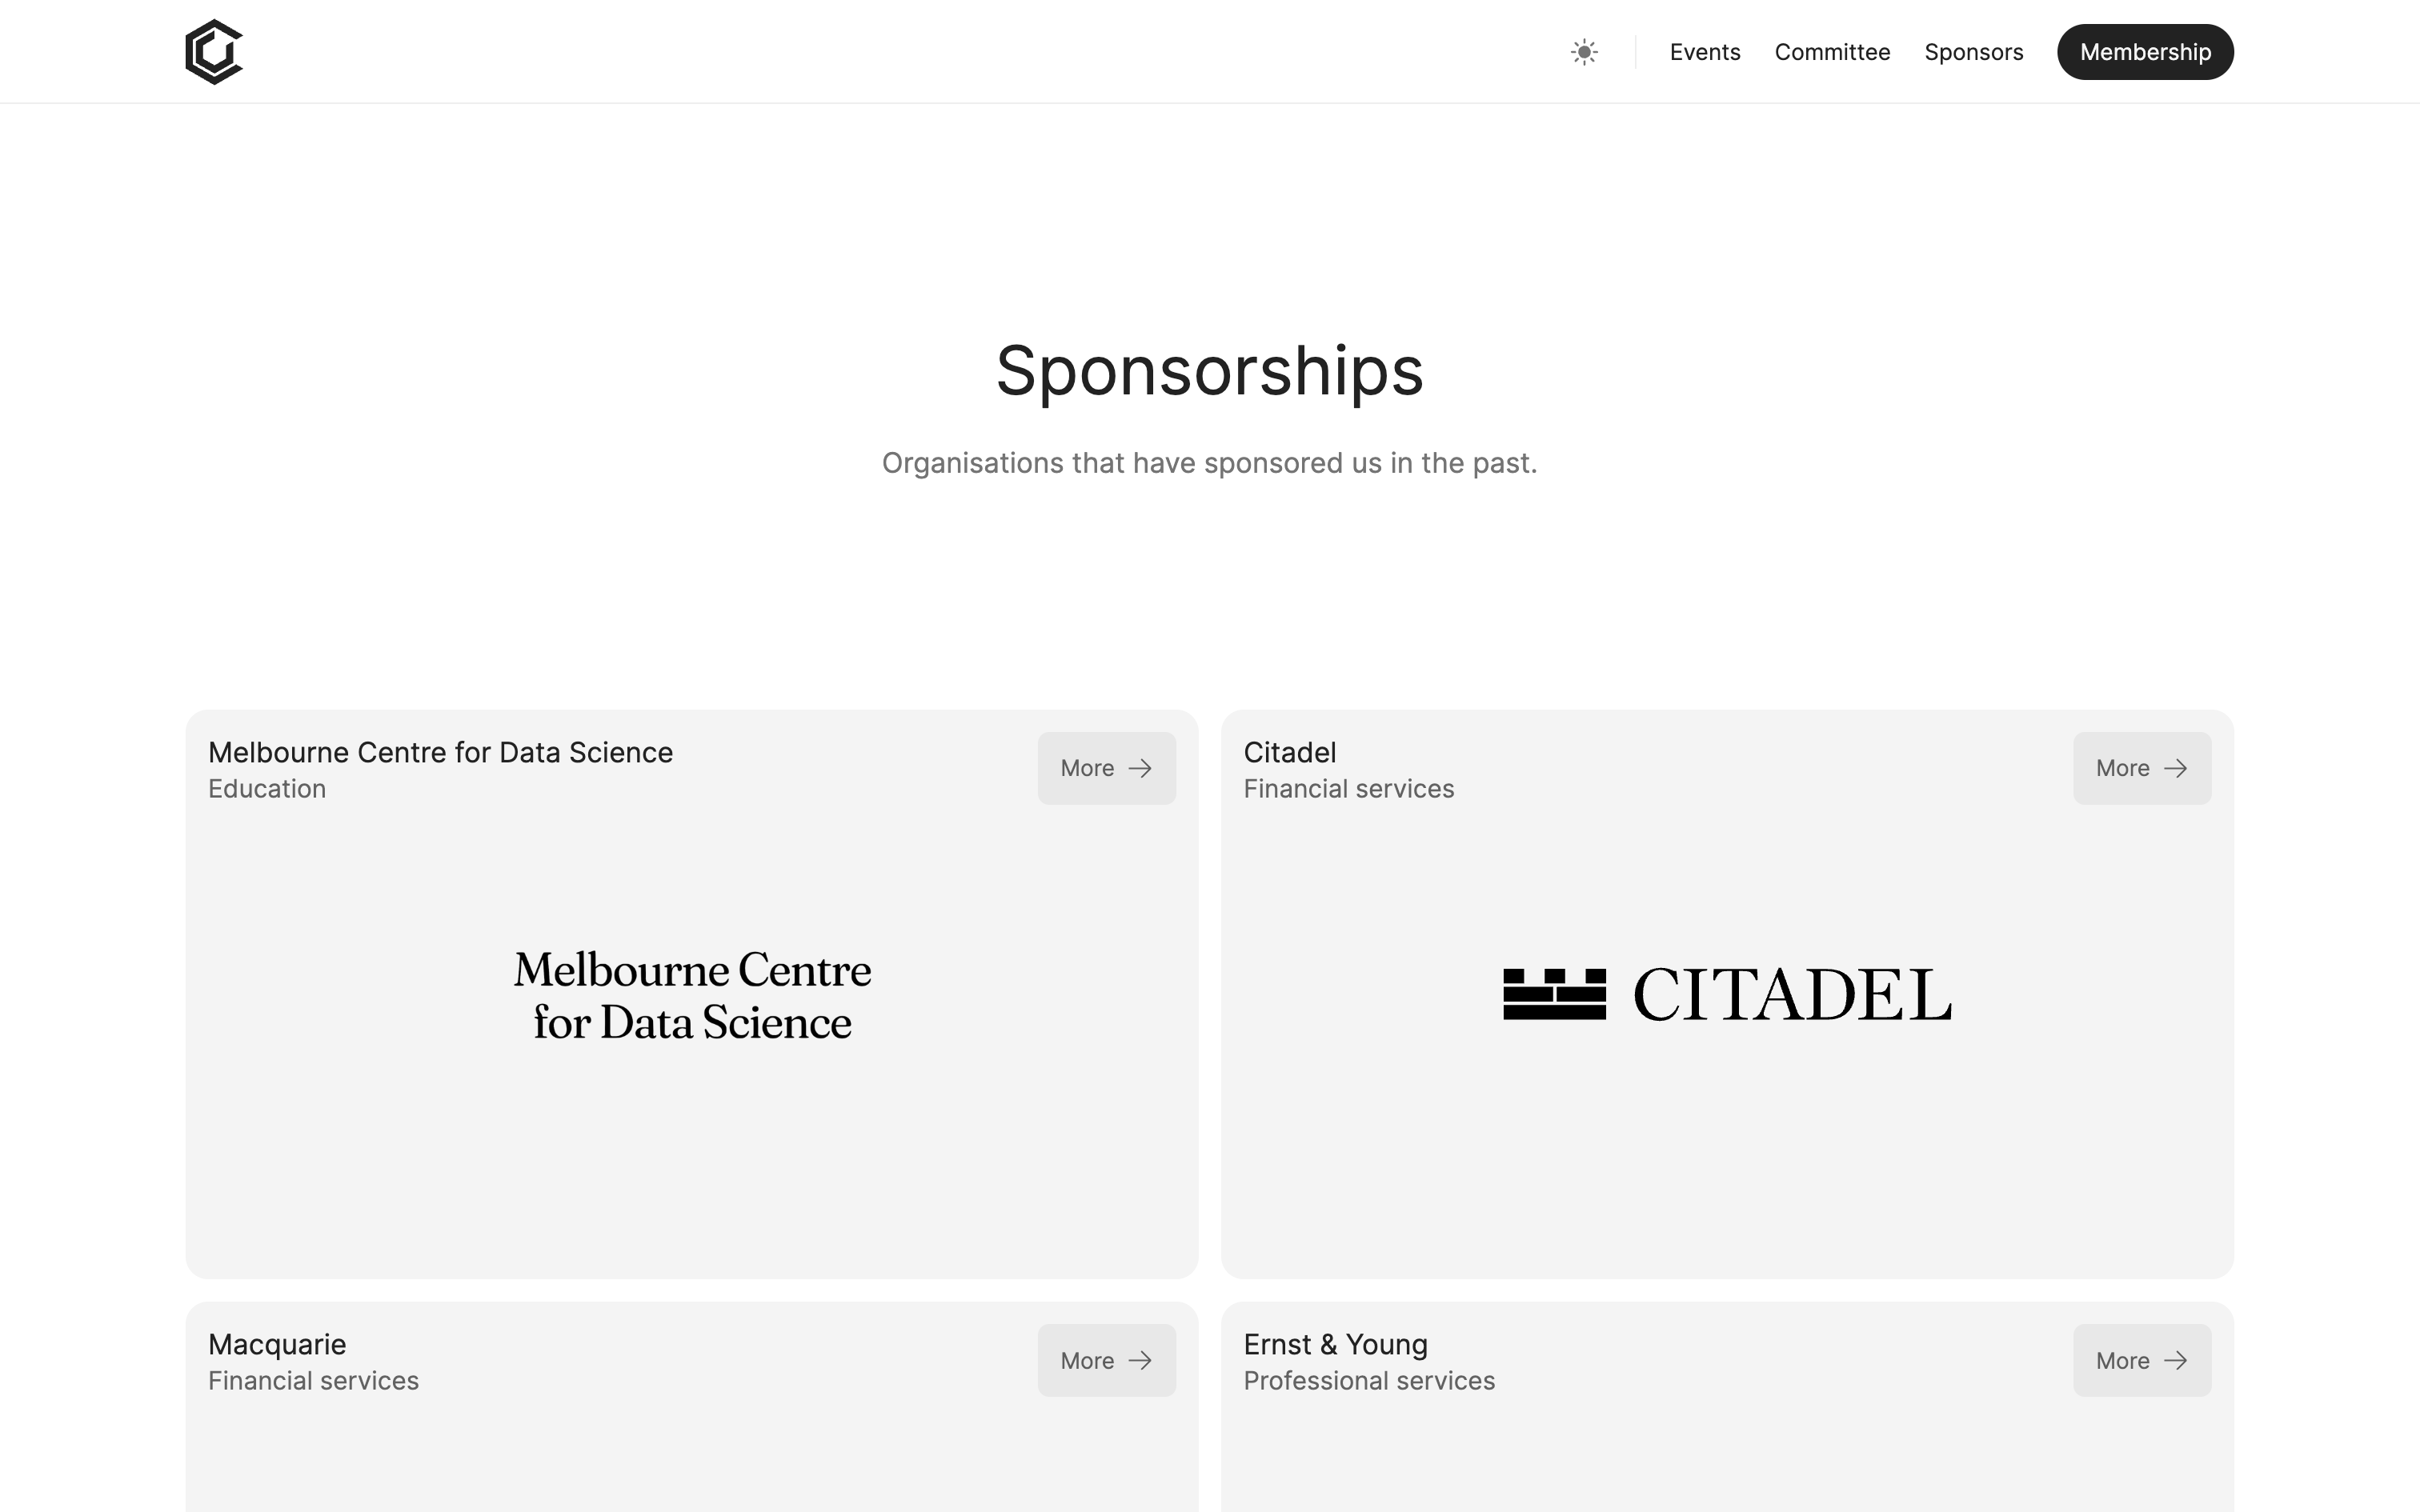 Events
Committee
Sponsors
Membership
Sponsorships
Organisations that have sponsored us in the past.
Melbourne Centre for Data Science
Education
More
Melbourne Centre
for Data Science
Citadel
Financial services
More
CITADEL
Macquarie
Financial services
More
Ernst & Young
Professional services
More